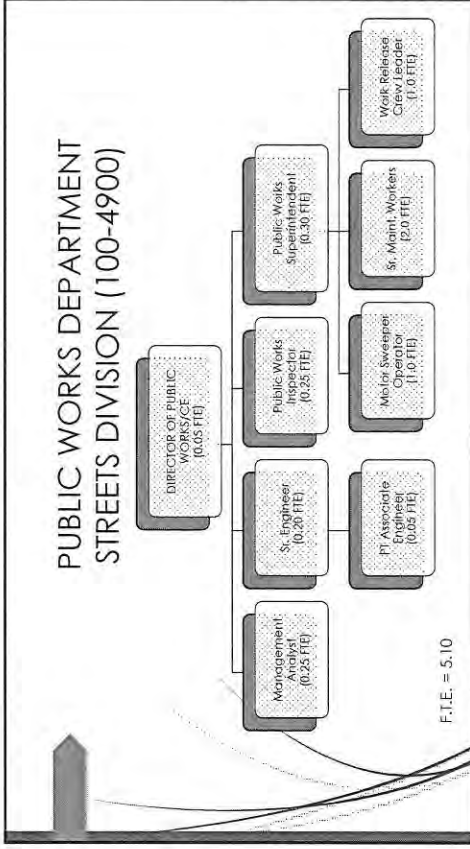 PUBLIC WORKS DEPARTMENT
STREETS DIVISION (100-4900)
DIRECTOR OF PUBLIC
WORKS/CE
(0.05 FTE)
Management
Analyst
(0.25 FTE)
Sr. Engineer
(0.20 FTE)
Public Works
Inspector
(0.25 FTE)
Public Works
Superintendent
(0.30 FTE)
PT Associate
Engineer
(0.05 FTE)
Motor Sweeper
Operator
(1.0 FTE)
Sr. Maint. Workers
(2.0 FTE)
Work Release
Crew Leader
(1.0 FTE)
F.T.E. = 5.10